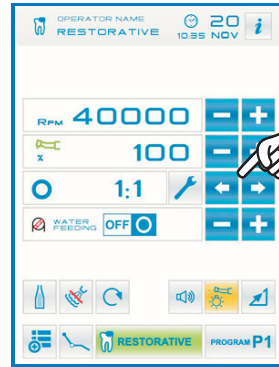 OPERATOR NAME
RESTORATIVE
10:35
20
NOV
i
RPM 40000
% 100
1:1
WATER
FEEDING
OFF
RESTORATIVE
PROGRAM P1